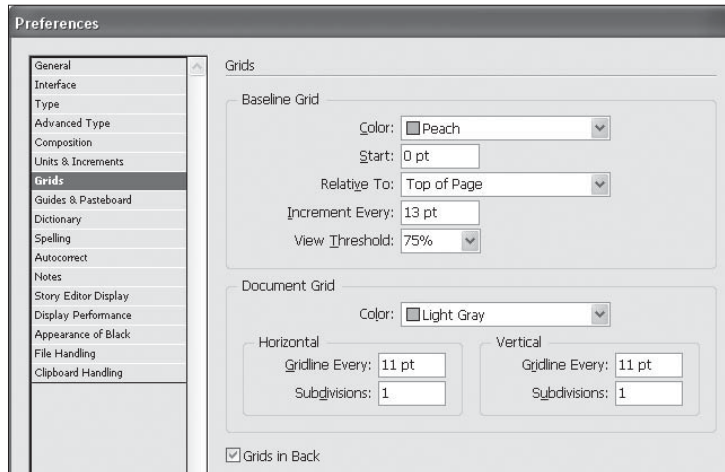 Preferences
General
Interface
Type
Advanced Type
Composition
Units & Increments
Grids
Guides & Pasteboard
Dictionary
Spelling
Autocorrect
Notes
Story Editor Display
Display Performance
Appearance of Black
File Handling
Clipboard Handling
Grids
Baseline Grid
Color: Peach
Start: 0 pt
Relative To: Top of Page
Increment Every: 13 pt
View Threshold: 75%
Document Grid
Color: Light Gray
Horizontal
Gridline Every: 11 pt
Subdivisions: 1
Vertical
Gridline Every: 11 pt
Subdivisions: 1
Grids in Back